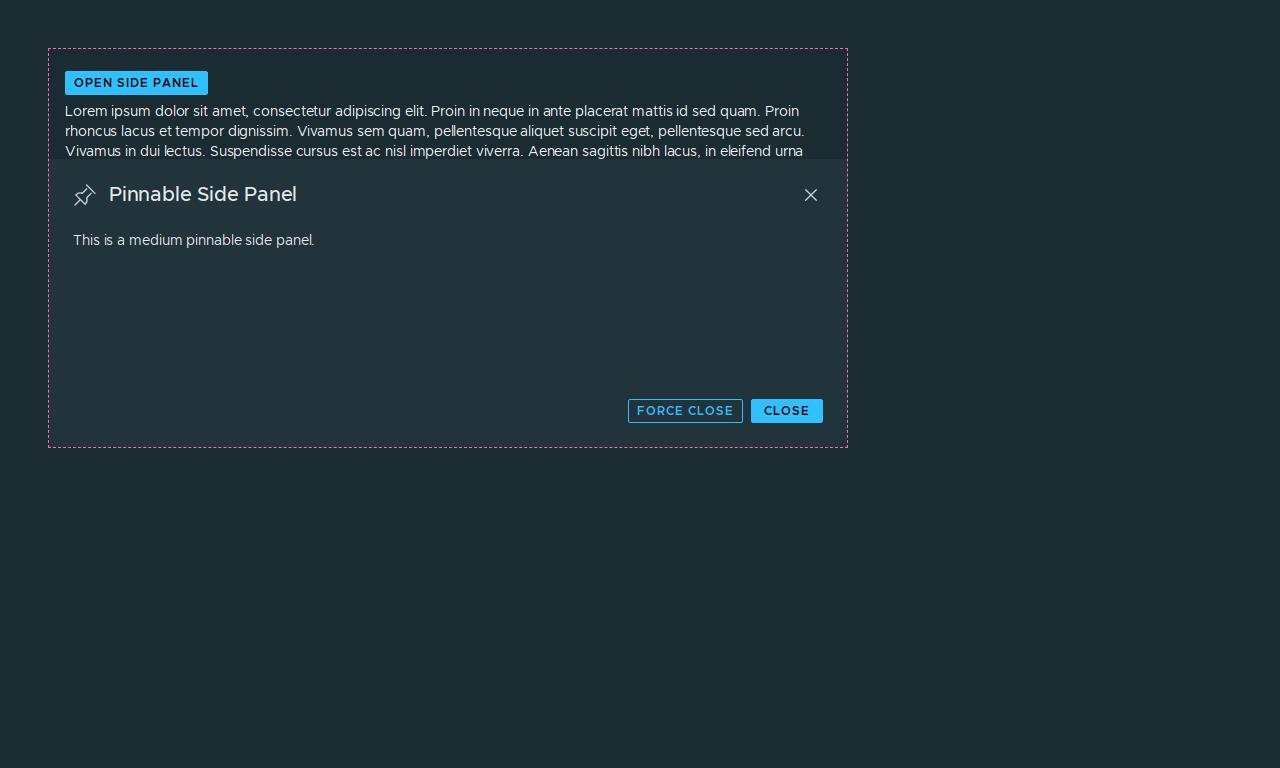 OPEN SIDE PANEL
Lorem ipsum dolor sit amet, consectetur adipiscing elit. Proin in neque in ante placerat mattis id sed quam. Proin
rhoncus lacus et tempor dignissim. Vivamus sem quam, pellentesque aliquet suscipit eget, pellentesque sed arcu.
Vivamus in dui lectus. Suspendisse cursus est ac nisl imperdiet viverra. Aenean sagittis nibh lacus, in eleifend urna
Pinnable Side Panel
This is a medium pinnable side panel.
FORCE CLOSE CLOSE